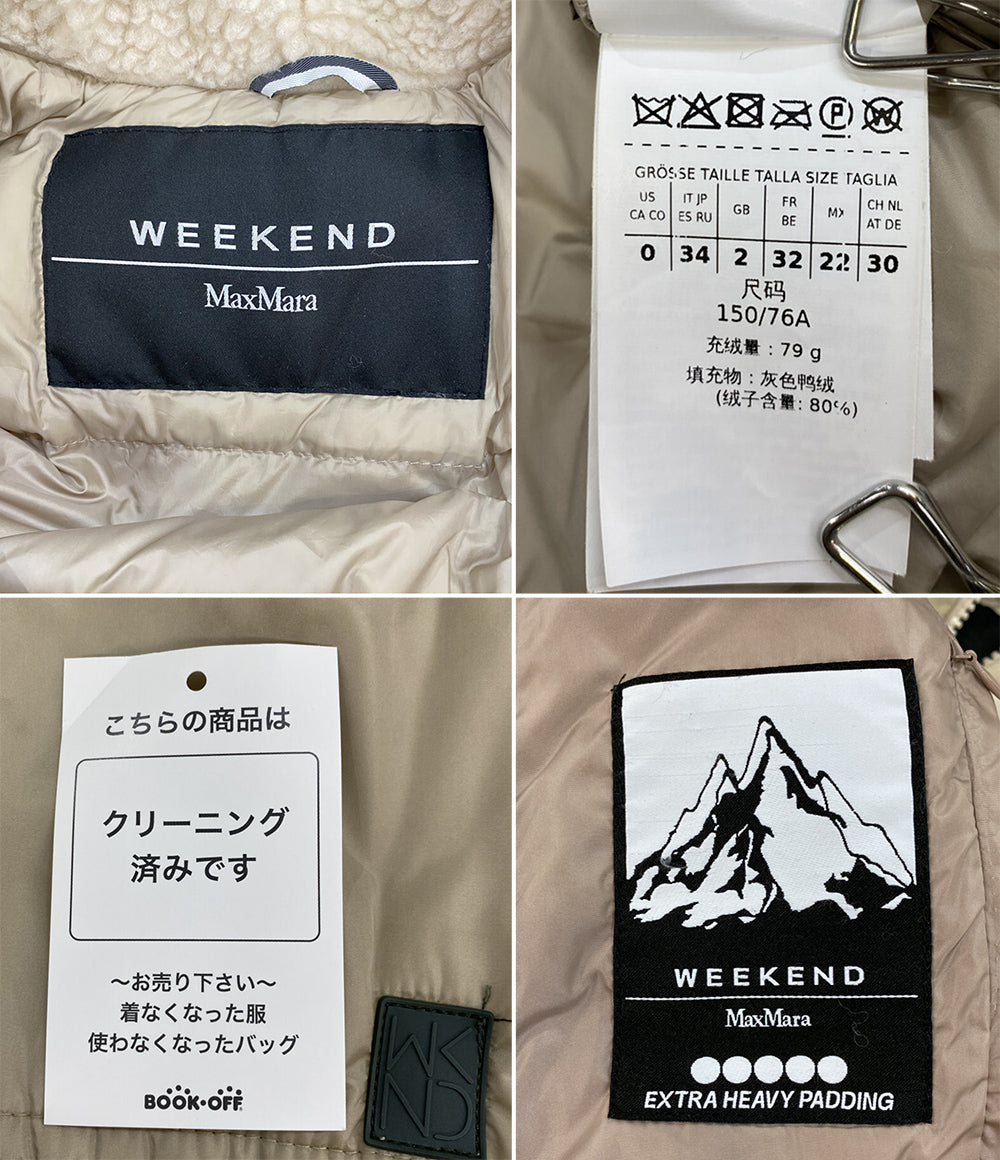 WEEKEND
MaxMara
GRÖSSE TAILLE TALLA SIZE TAGLIA
US CA CO
IT JP ES RU
GB
FR BE
MX
CH NL AT DE
0 34 2 32 22 30
尺码
150/76A
充绒量：79 g
填充物：灰色鸭绒
(绒子含量: 80%)
こちらの商品は
クリーニング
済みです
～お売り下さい～
着なくなった服
使わなくなったバッグ
BOOK・OFF
WKND
WEEKEND
MaxMara
EXTRA HEAVY PADDING